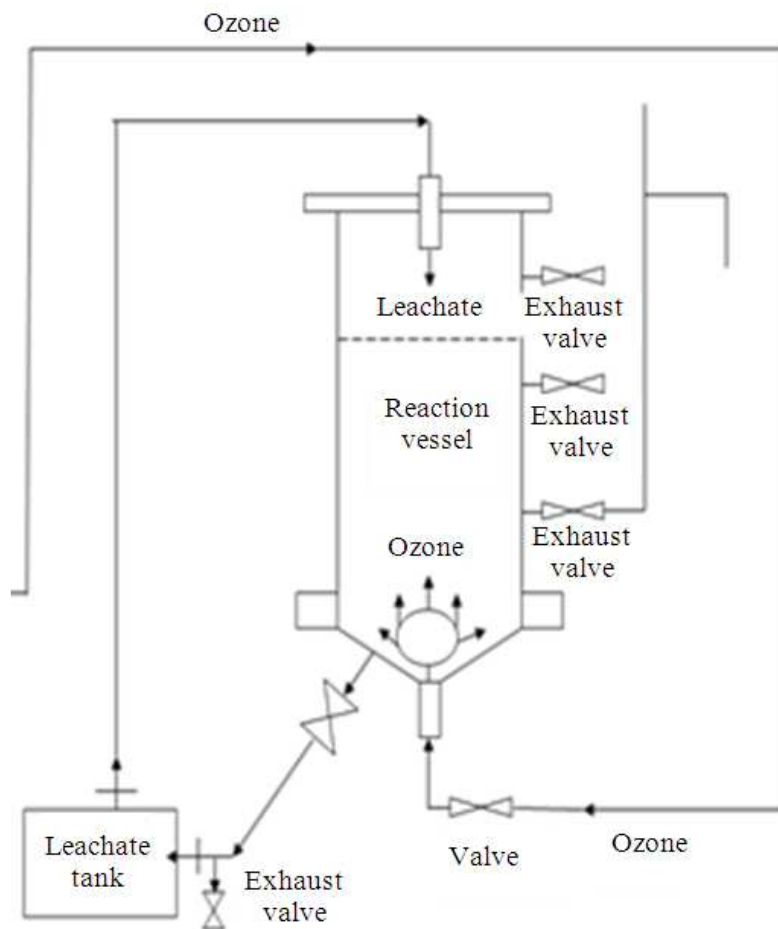 Ozone
Leachate
Exhaust
valve
Reaction
vessel
Exhaust
valve
Ozone
Exhaust
valve
Leachate
tank
Exhaust
valve
Valve
Ozone